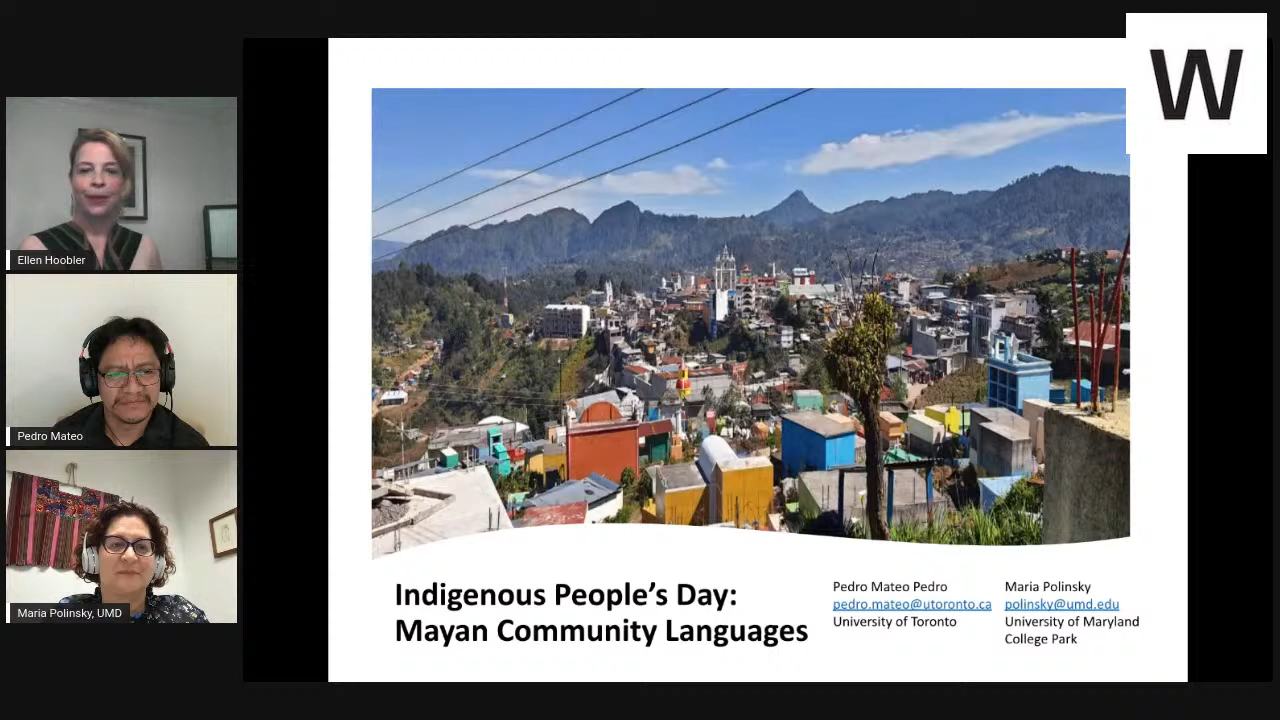 W
Ellen Hoobler
Pedro Mateo
Maria Polinsky, UMD
Indigenous People’s Day:
Mayan Community Languages
Pedro Mateo Pedro
pedro.mateo@utoronto.ca
University of Toronto
Maria Polinsky
polinsky@umd.edu
University of Maryland
College Park